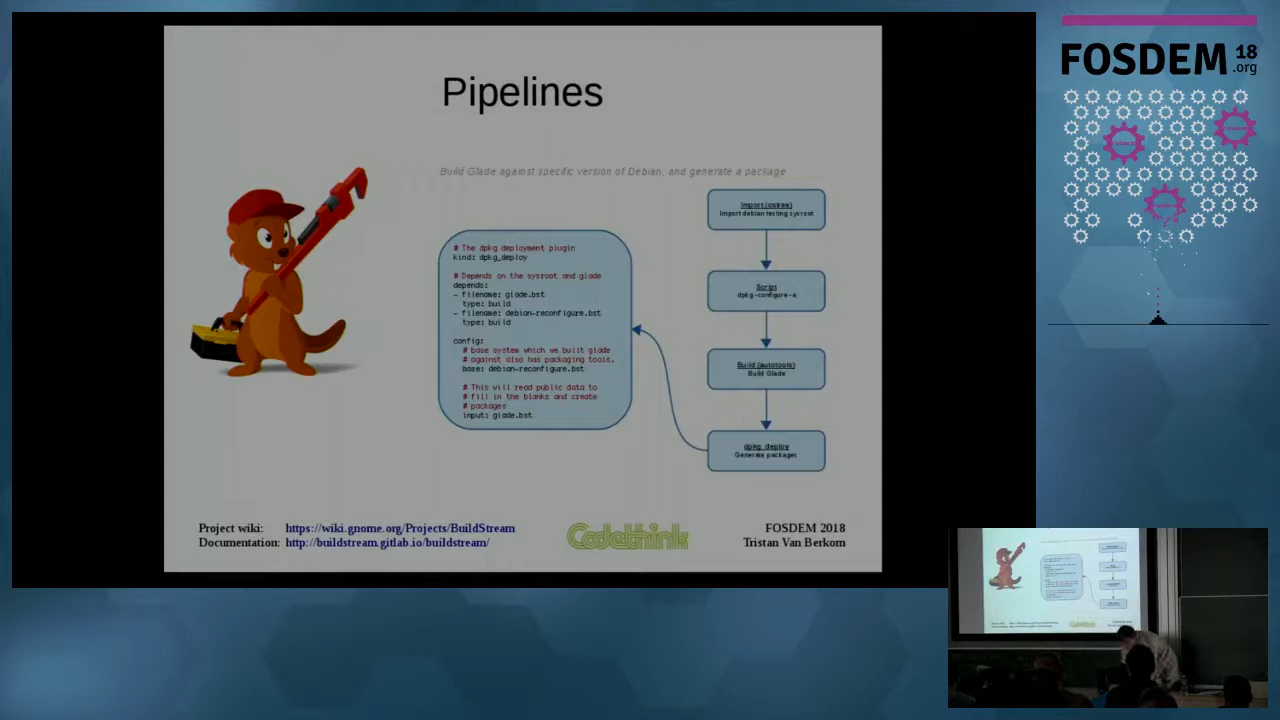 Pipelines
Build Glade against specific version of Debian, and generate a package
Import (ostree)
Import debian testing sysroot
Script
dpkg-configure -a
Build (autotools)
Build Glade
dpkg_deploy
Generate packages
# The dpkg deployment plugin
kind: dpkg_deploy
# Depends on the sysroot and glade
depends:
- filename: glade.bst
type: build
- filename: debian-reconfigure.bst
type: build
config:
# base system which we built glade
# against also has packaging tools.
base: debian-reconfigure.bst
# This will read public data to
# fill in the blanks and create
# packages
input: glade.bst
Project wiki: https://wiki.gnome.org/Projects/BuildStream
Documentation: http://buildstream.gitlab.io/buildstream/
Codethink
FOSDEM 2018
Tristan Van Berkom
FOSDEM 18
.org